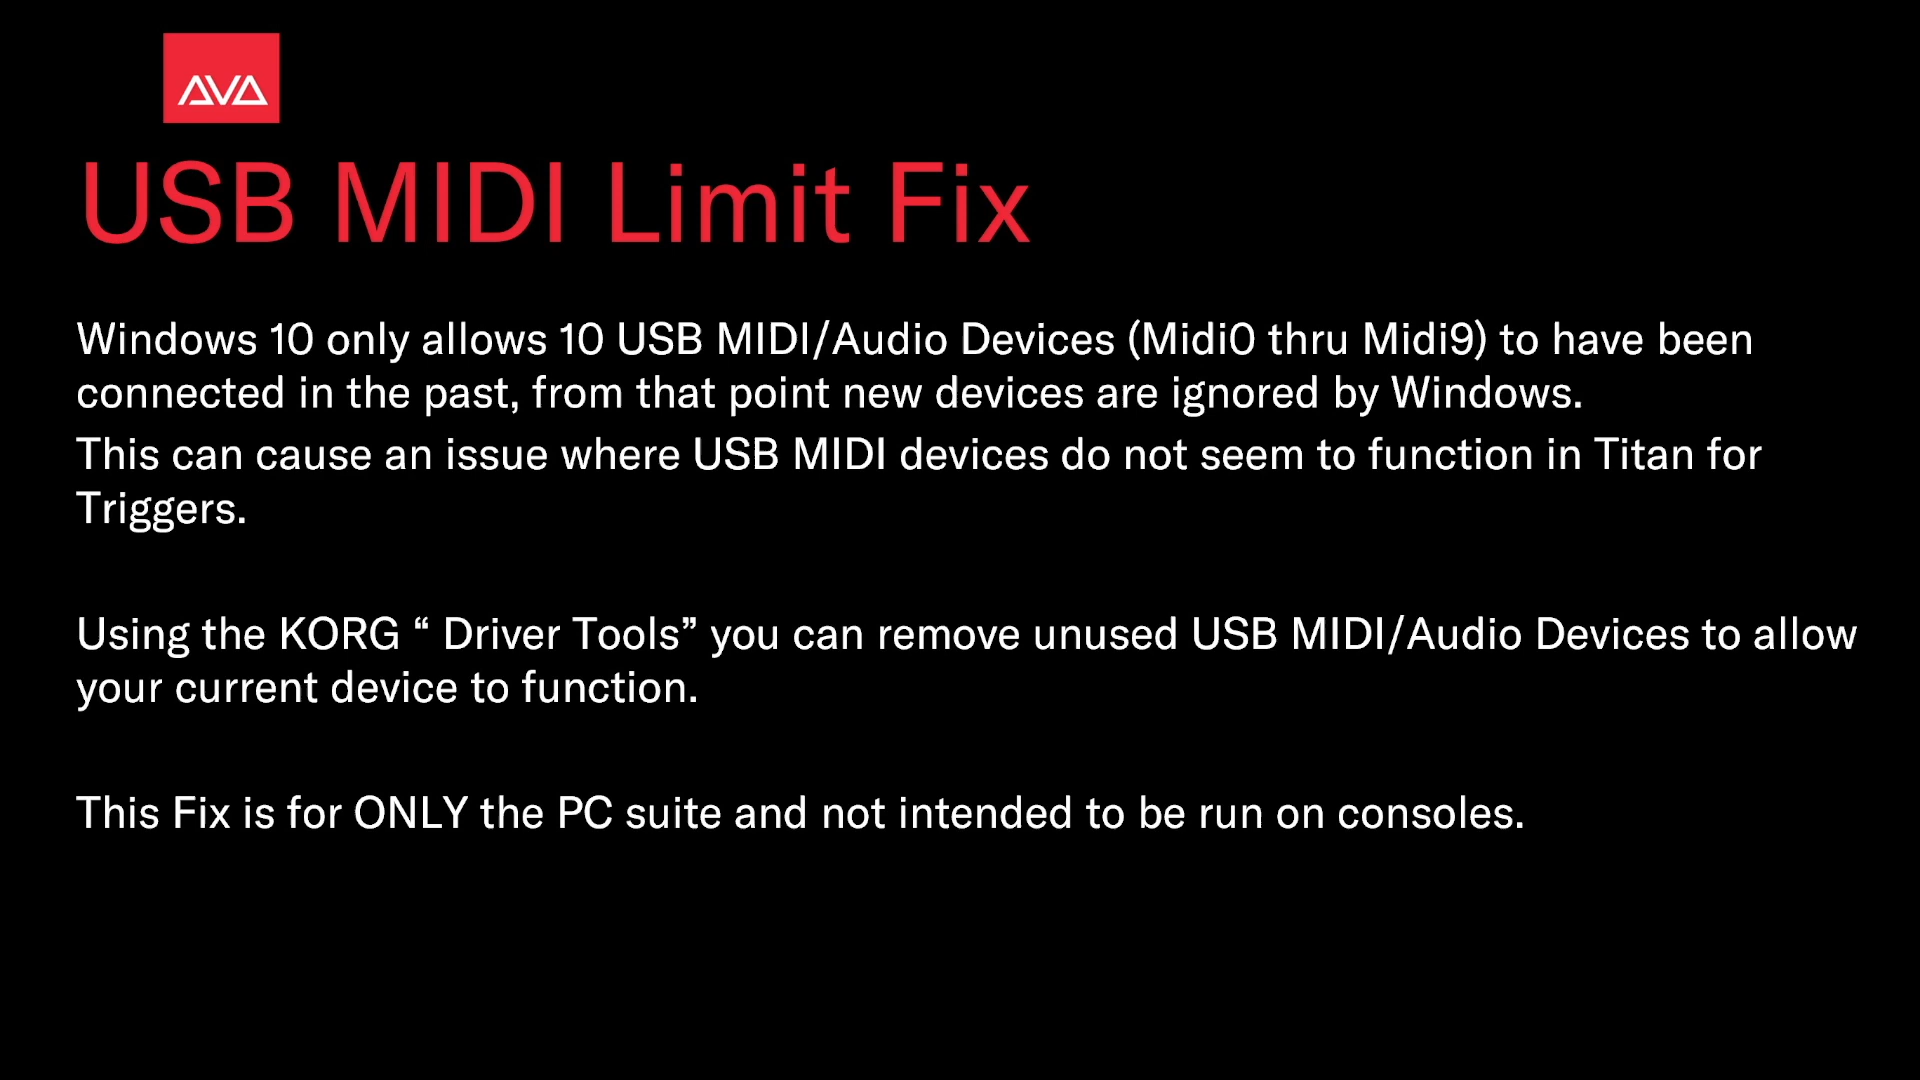 AVA
USB MIDI Limit Fix
Windows 10 only allows 10 USB MIDI/Audio Devices (Midi0 thru Midi9) to have been
connected in the past, from that point new devices are ignored by Windows.
This can cause an issue where USB MIDI devices do not seem to function in Titan for
Triggers.
Using the KORG “ Driver Tools” you can remove unused USB MIDI/Audio Devices to allow
your current device to function.
This Fix is for ONLY the PC suite and not intended to be run on consoles.